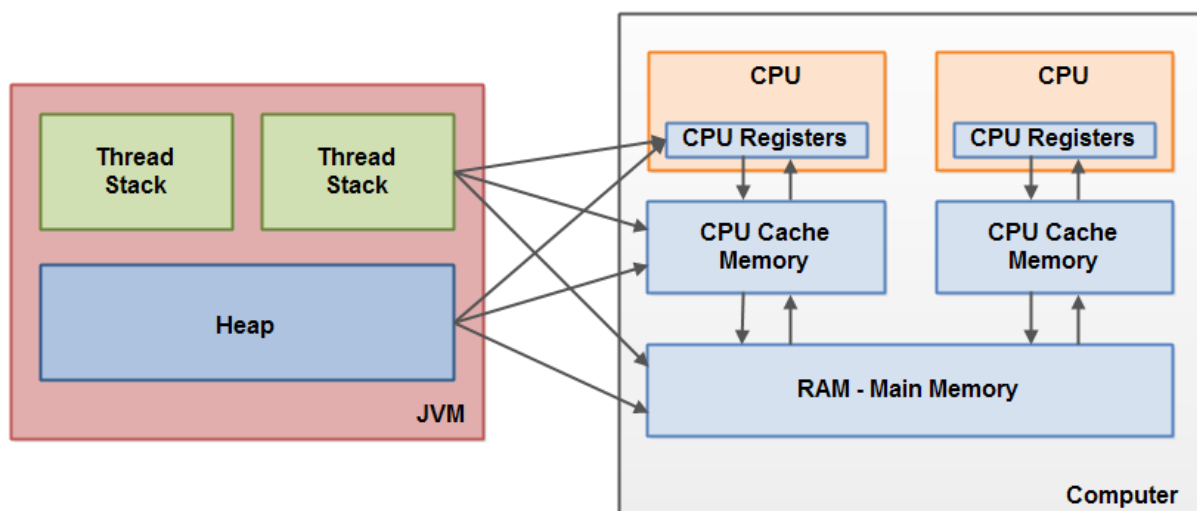 Thread
Stack
Thread
Stack
Heap
JVM
CPU
CPU Registers
CPU Cache
Memory
CPU
CPU Registers
CPU Cache
Memory
RAM - Main Memory
Computer